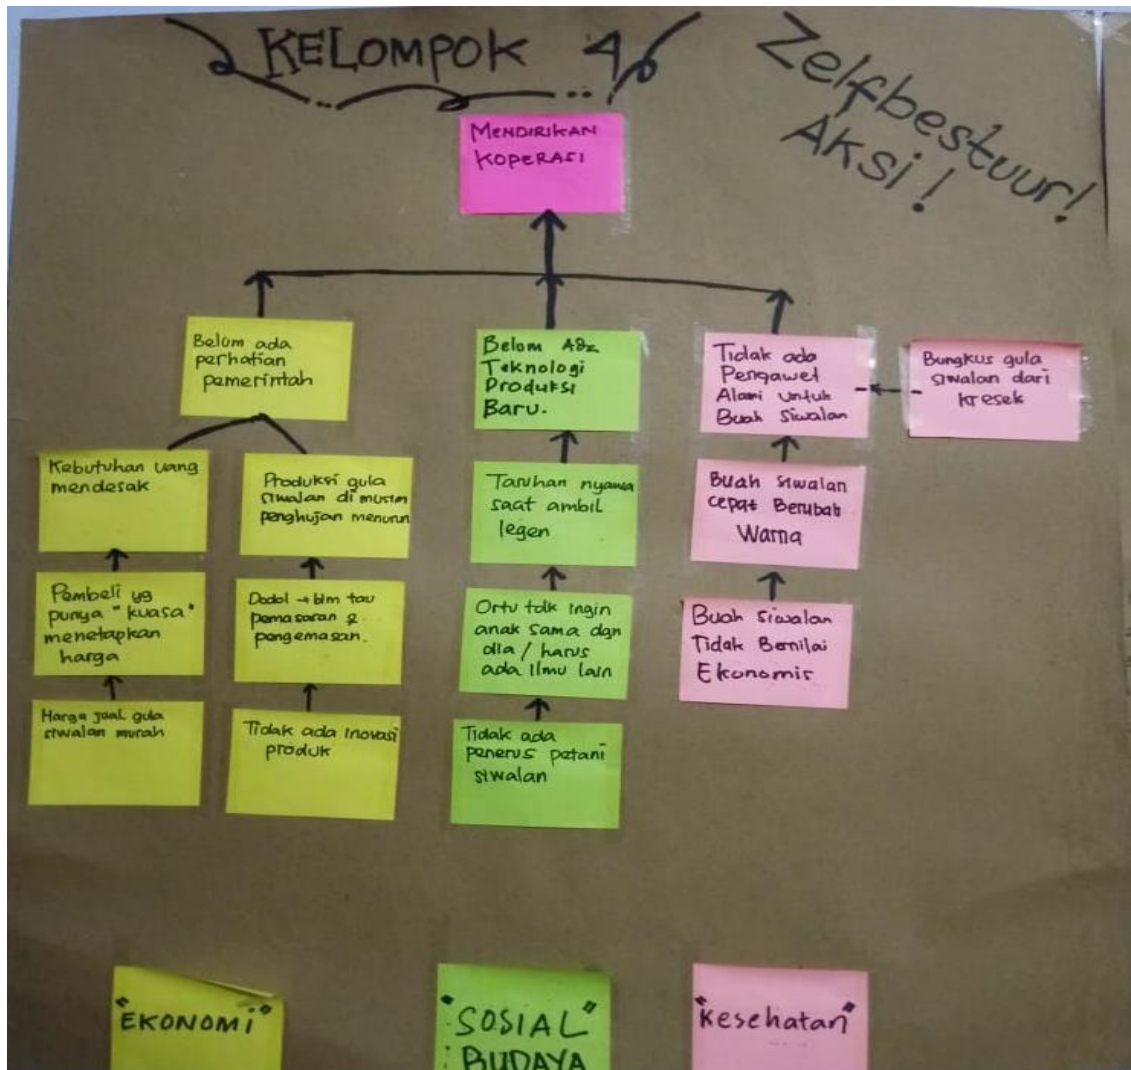 KELOMPOK 4
Zelfbestuur!
Aksi!
MENDIRIKAN
KOPERASI
Belum ada
perhatian
pemerintah
Kebutuhan uang
mendesak
Pembeli yg
punya "kuasa"
menetapkan
harga
Harga jual gula
siwalan murah
Produksi gula
siwalan di musim
penghujan menurun
Dodol → blm tau
pemasaran &
pengemasan.
Tidak ada inovasi
produk
Belom Ada
Teknologi
Produksi
Baru.
Taruhan nyawa
saat ambil
legen
Ortu tdk ingin
anak sama dgn
dia / harus
ada ilmu lain
Tidak ada
penerus petani
siwalan
Tidak ada
Pengawet
Alami untuk
Buah Siwalan
Buah siwalan
cepat Berubah
Warna
Buah siwalan
Tidak Bernilai
Ekonomis
Bungkus gula
siwalan dari
kresek
"EKONOMI"
"SOSIAL"
BUDAYA
"Kesehatan"